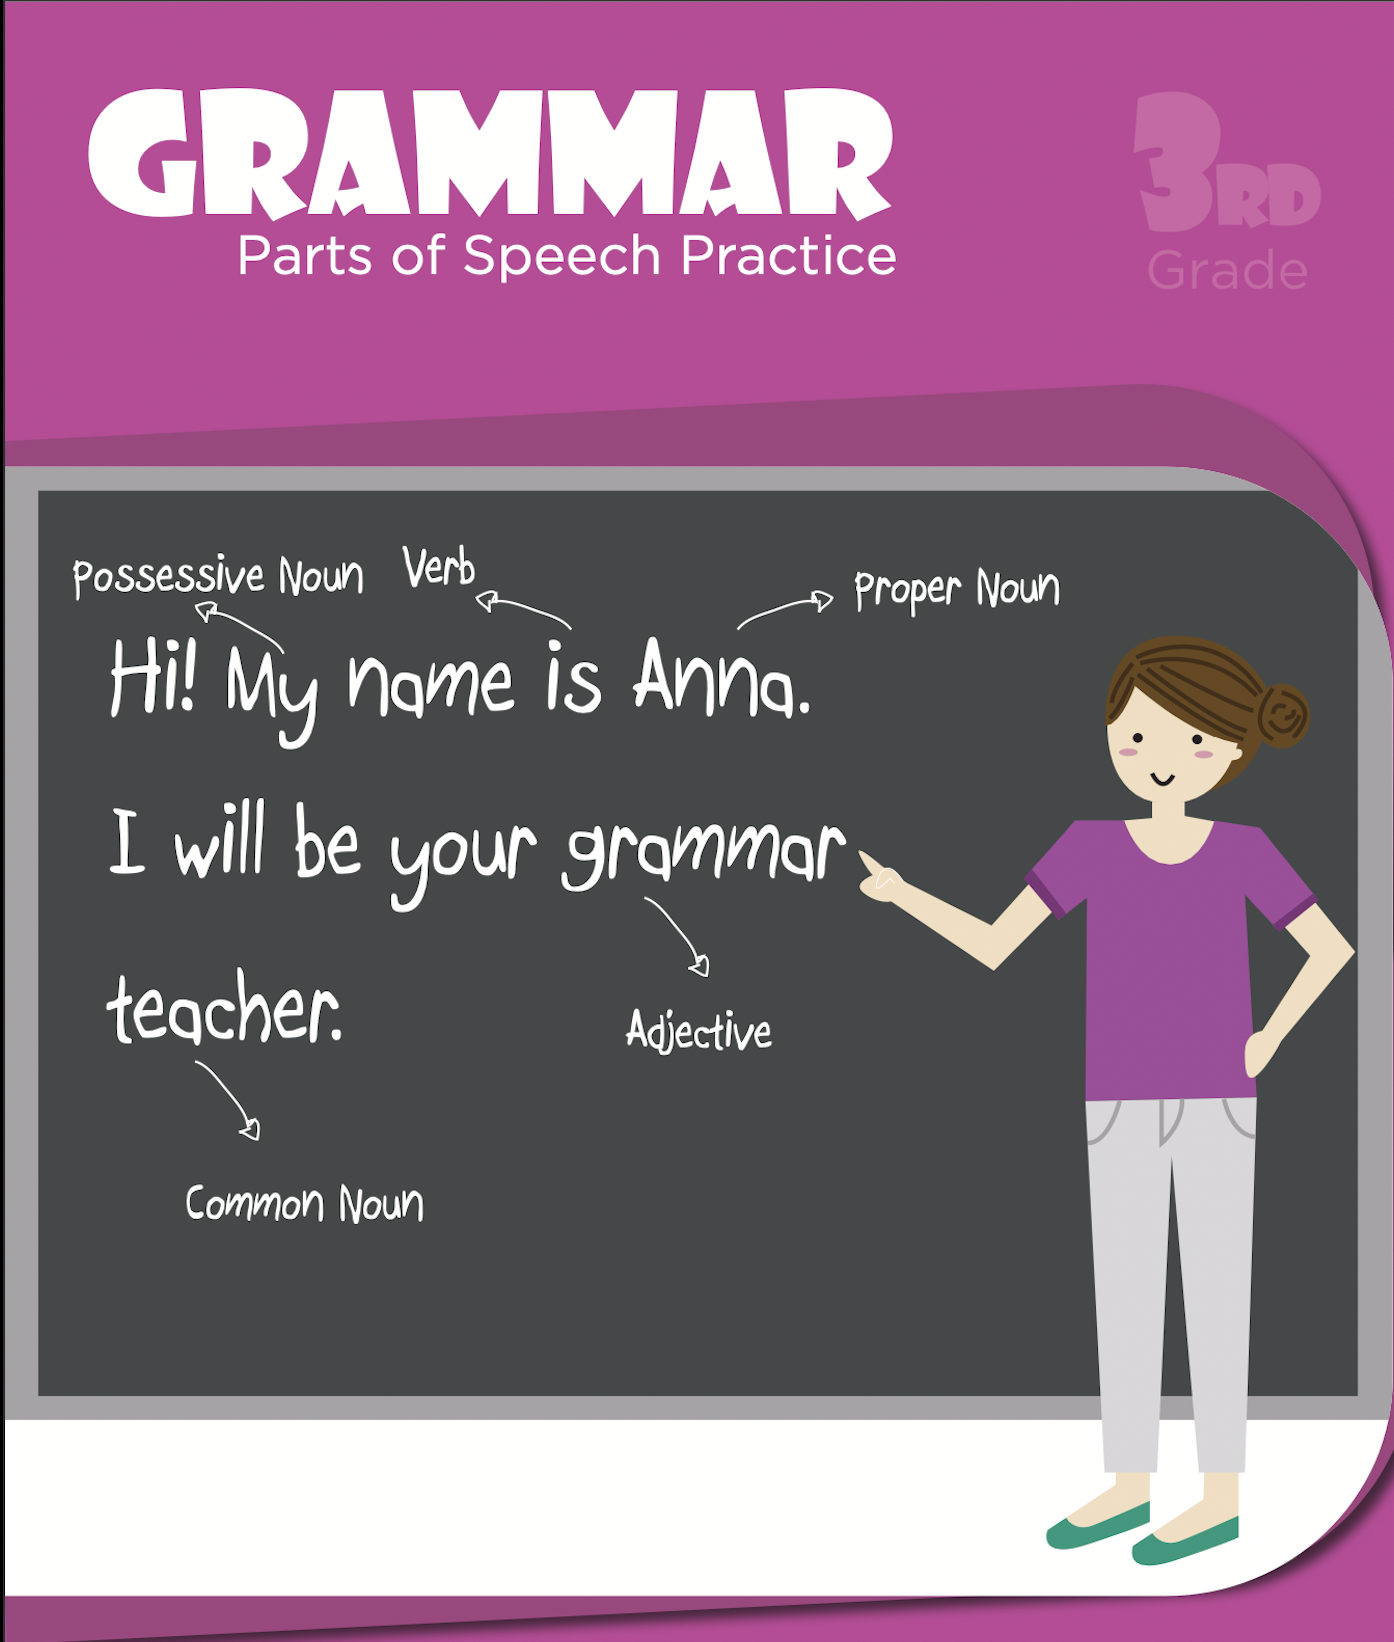 GRAMMAR
Parts of Speech Practice
3RD
Grade
Possessive Noun
Verb
Proper Noun
Hi! My name is Anna.
I will be your grammar
Adjective
teacher.
Common Noun